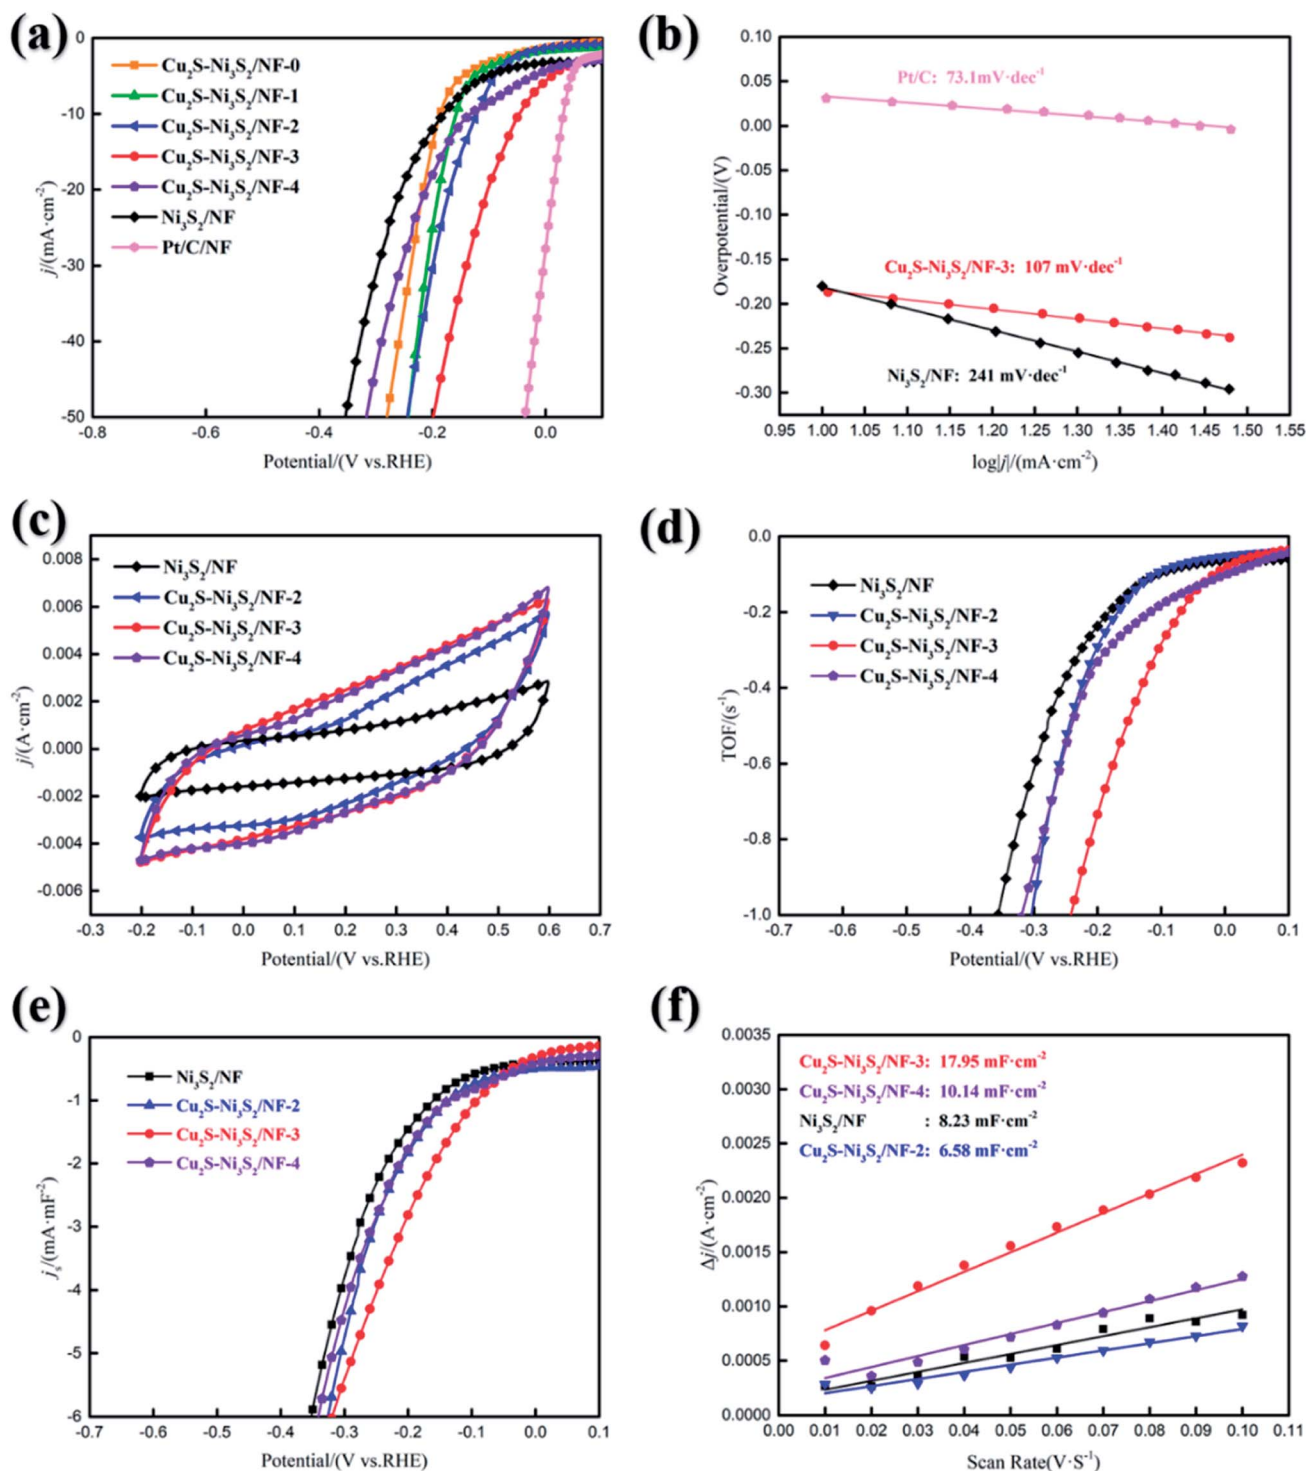 (a)
0
-10
-20
-30
-40
-50
-0.8
-0.6
-0.4
-0.2
0.0
j/(mA·cm⁻²)
Potential/(V vs.RHE)
Cu₂S-Ni₃S₂/NF-0
Cu₂S-Ni₃S₂/NF-1
Cu₂S-Ni₃S₂/NF-2
Cu₂S-Ni₃S₂/NF-3
Cu₂S-Ni₃S₂/NF-4
Ni₃S₂/NF
Pt/C/NF
(b)
0.10
0.05
0.00
-0.05
-0.10
-0.15
-0.20
-0.25
-0.30
0.95 1.00 1.05 1.10 1.15 1.20 1.25 1.30 1.35 1.40 1.45 1.50 1.55
Overpotential/(V)
log|j|/(mA·cm⁻²)
Pt/C: 73.1mV·dec⁻¹
Cu₂S-Ni₃S₂/NF-3: 107 mV·dec⁻¹
Ni₃S₂/NF: 241 mV·dec⁻¹
(c)
0.008
0.006
0.004
0.002
0.000
-0.002
-0.004
-0.006
-0.3 -0.2 -0.1 0.0 0.1 0.2 0.3 0.4 0.5 0.6 0.7
j/(A·cm⁻²)
Potential/(V vs.RHE)
Ni₃S₂/NF
Cu₂S-Ni₃S₂/NF-2
Cu₂S-Ni₃S₂/NF-3
Cu₂S-Ni₃S₂/NF-4
(d)
0.0
-0.2
-0.4
-0.6
-0.8
-1.0
-0.7 -0.6 -0.5 -0.4 -0.3 -0.2 -0.1 0.0 0.1
TOF/(s⁻¹)
Potential/(V vs.RHE)
Ni₃S₂/NF
Cu₂S-Ni₃S₂/NF-2
Cu₂S-Ni₃S₂/NF-3
Cu₂S-Ni₃S₂/NF-4
(e)
0
-1
-2
-3
-4
-5
-6
-0.7 -0.6 -0.5 -0.4 -0.3 -0.2 -0.1 0.0 0.1
jₛ/(mA·mF⁻²)
Potential/(V vs.RHE)
Ni₃S₂/NF
Cu₂S-Ni₃S₂/NF-2
Cu₂S-Ni₃S₂/NF-3
Cu₂S-Ni₃S₂/NF-4
(f)
0.0035
0.0030
0.0025
0.0020
0.0015
0.0010
0.0005
0.0000
0.00 0.01 0.02 0.03 0.04 0.05 0.06 0.07 0.08 0.09 0.10 0.11
Δj/(A·cm⁻²)
Scan Rate(V·S⁻¹)
Cu₂S-Ni₃S₂/NF-3: 17.95 mF·cm⁻²
Cu₂S-Ni₃S₂/NF-4: 10.14 mF·cm⁻²
Ni₃S₂/NF : 8.23 mF·cm⁻²
Cu₂S-Ni₃S₂/NF-2: 6.58 mF·cm⁻²